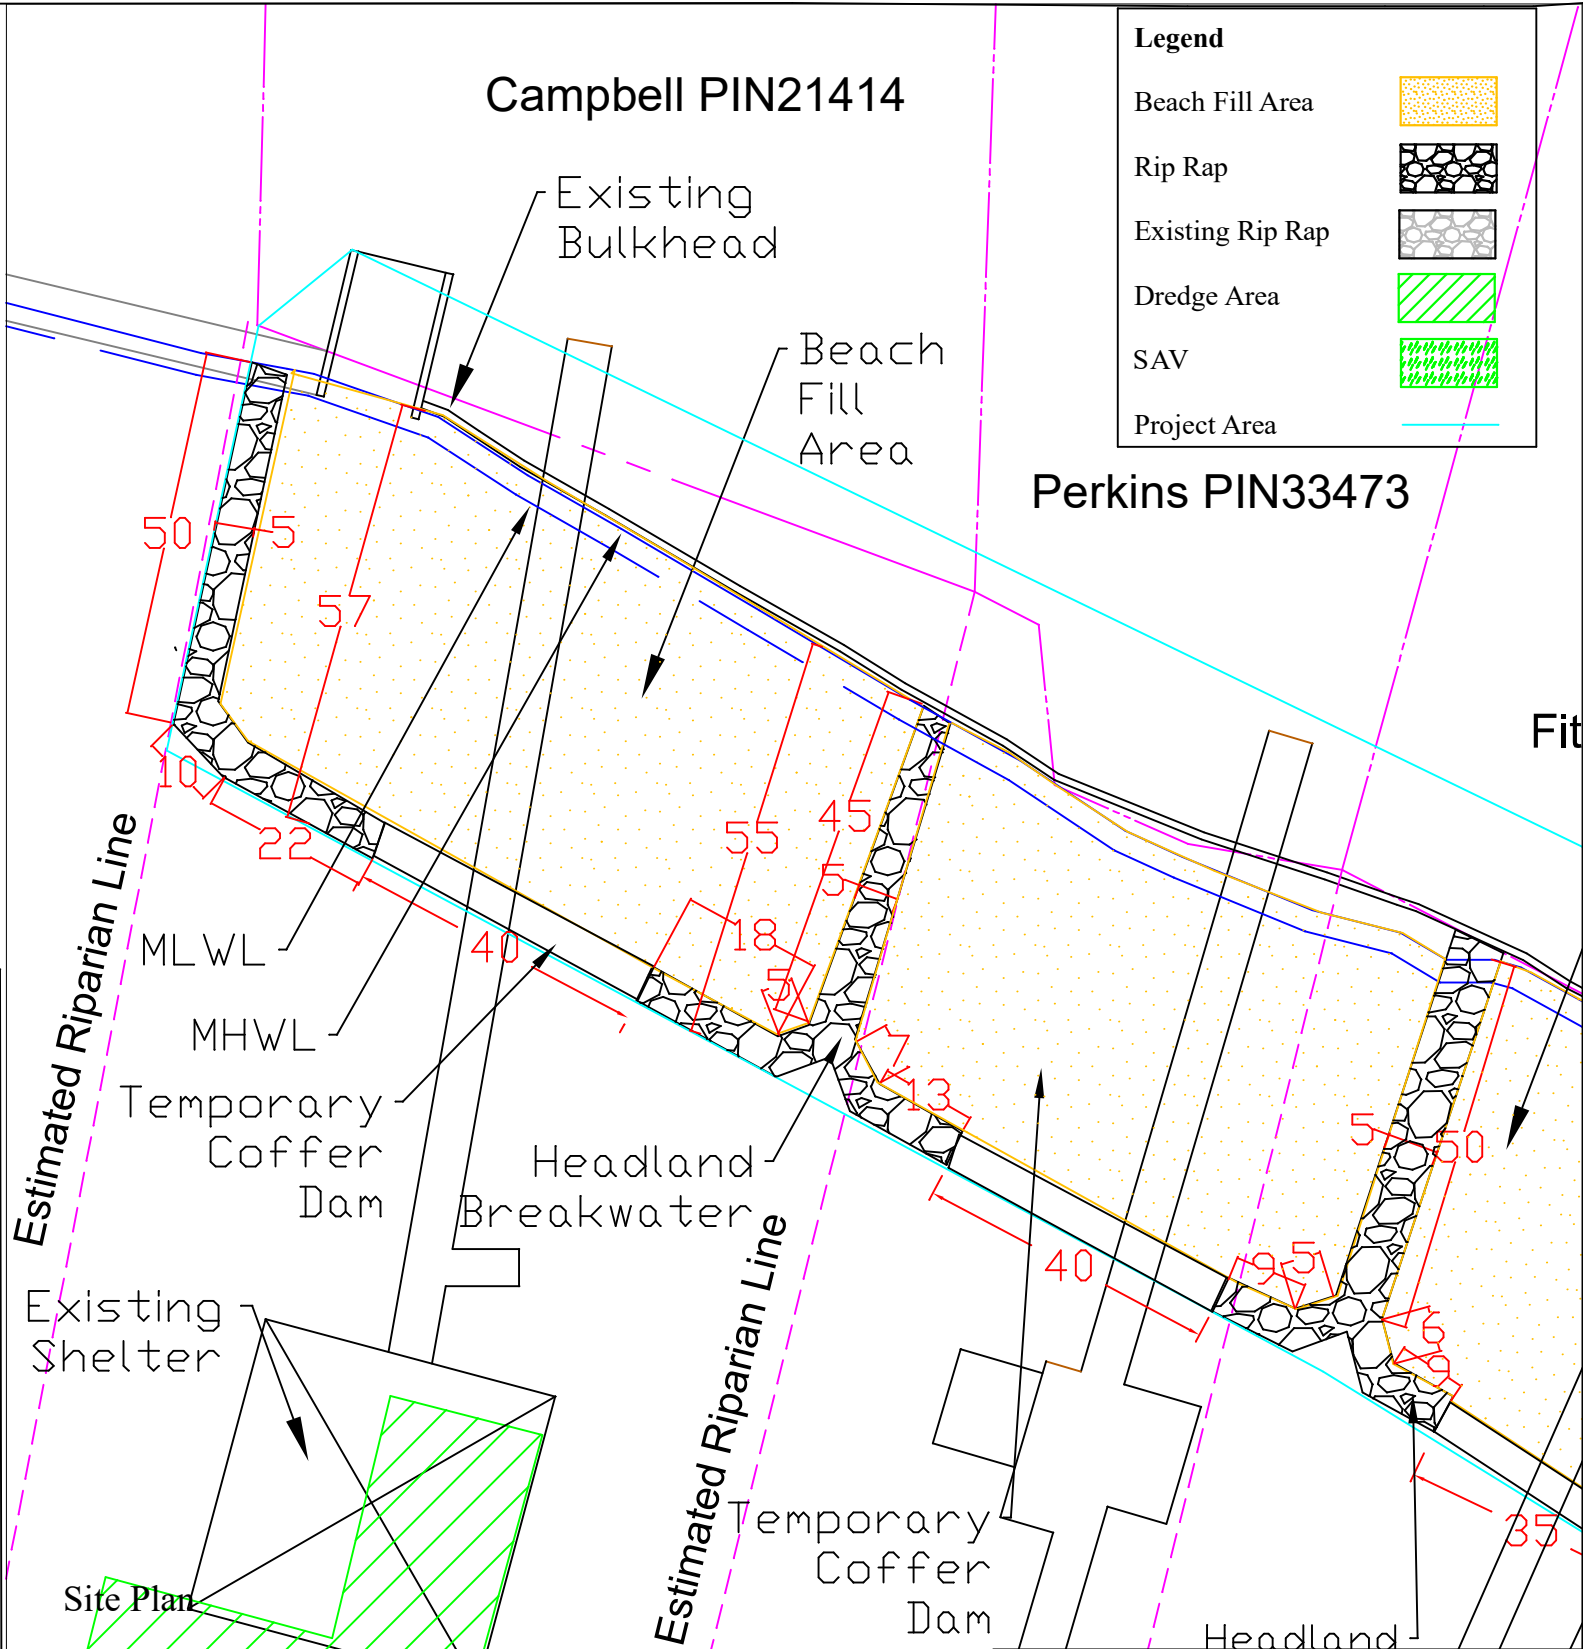 Legend
Beach Fill Area
Rip Rap
Existing Rip Rap
Dredge Area
SAV
Project Area
Campbell PIN21414
Existing
Bulkhead
Beach
Fill
Area
Perkins PIN33473
Fit
50
5
57
10
22
40
55
45
5
18
5
13
40
9
5
5
50
6
9
35
MLWL
MHWL
Temporary
Coffer
Dam
Headland
Breakwater
Existing
Shelter
Estimated Riparian Line
Estimated Riparian Line
Temporary
Coffer
Dam
Headland
Site Plan